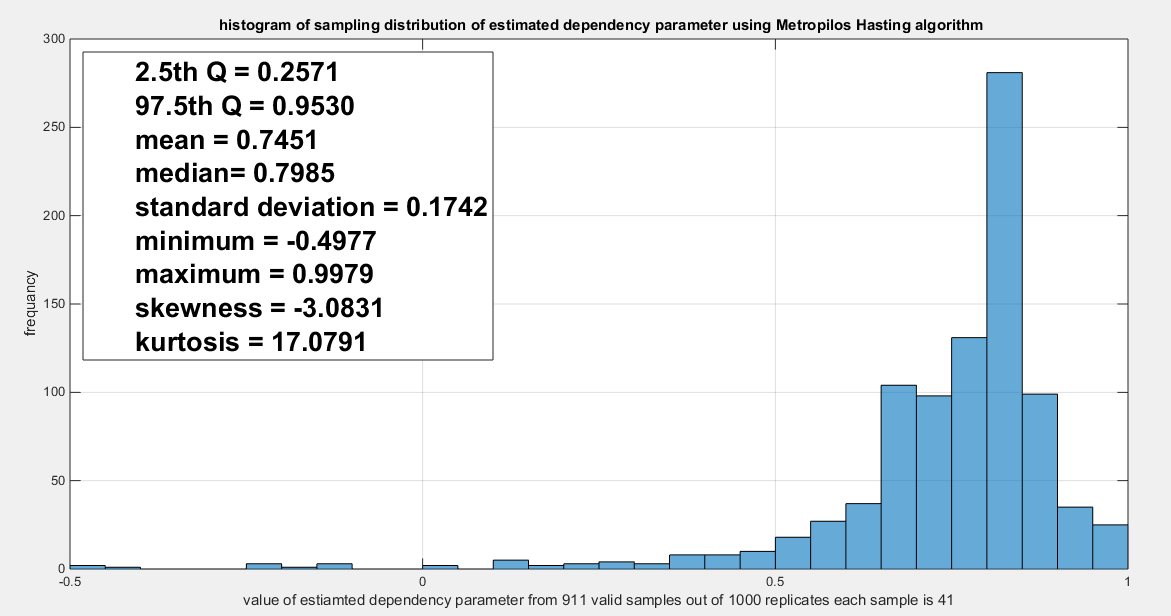 histogram of sampling distribution of estimated dependency parameter using Metropilos Hasting algorithm
300
250
200
150
100
50
0
frequancy
2.5th Q = 0.2571
97.5th Q = 0.9530
mean = 0.7451
median= 0.7985
standard deviation = 0.1742
minimum = -0.4977
maximum = 0.9979
skewness = -3.0831
kurtosis = 17.0791
-0.5 0 0.5 1
value of estiamted dependency parameter from 911 valid samples out of 1000 replicates each sample is 41